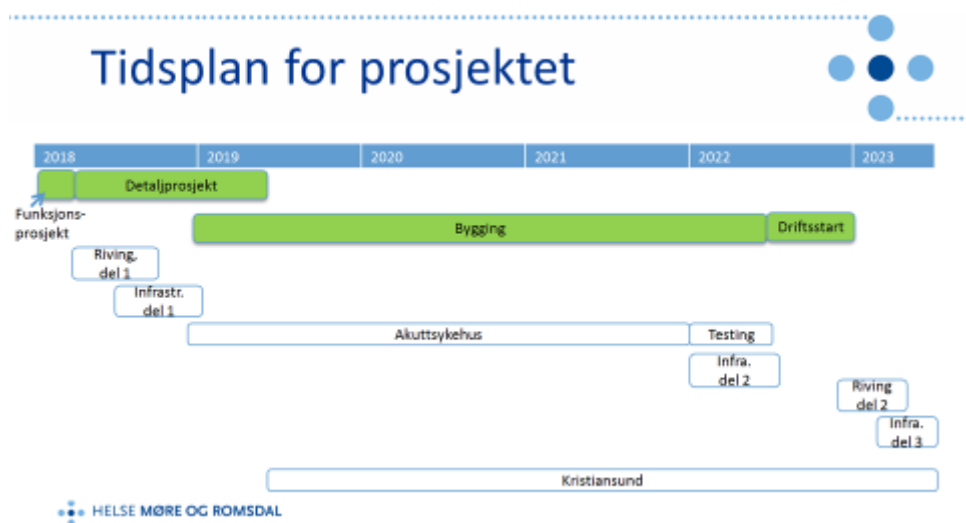 Tidsplan for prosjektet
2018 2019 2020 2021 2022 2023
Detaljprosjekt
Funksjons-
prosjekt
Bygging Driftsstart
Riving,
del 1
Infrastr.
del 1
Akuttsykehus Testing
Infra.
del 2
Riving
del 2
Infra.
del 3
Kristiansund
HELSE MØRE OG ROMSDAL